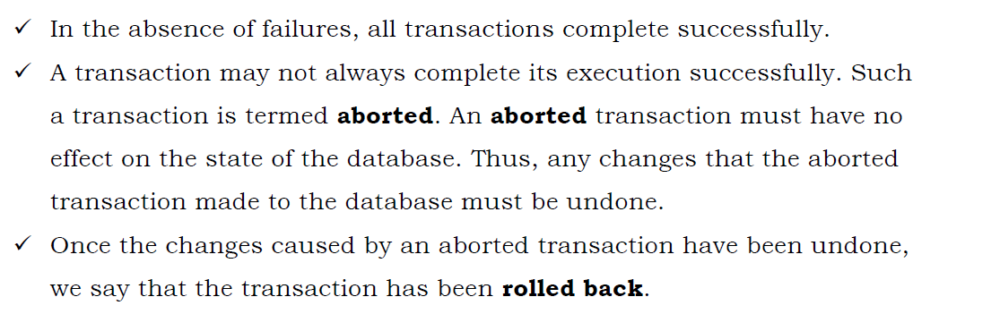 ✓ In the absence of failures, all transactions complete successfully.
✓ A transaction may not always complete its execution successfully. Such
a transaction is termed aborted. An aborted transaction must have no
effect on the state of the database. Thus, any changes that the aborted
transaction made to the database must be undone.
✓ Once the changes caused by an aborted transaction have been undone,
we say that the transaction has been rolled back.